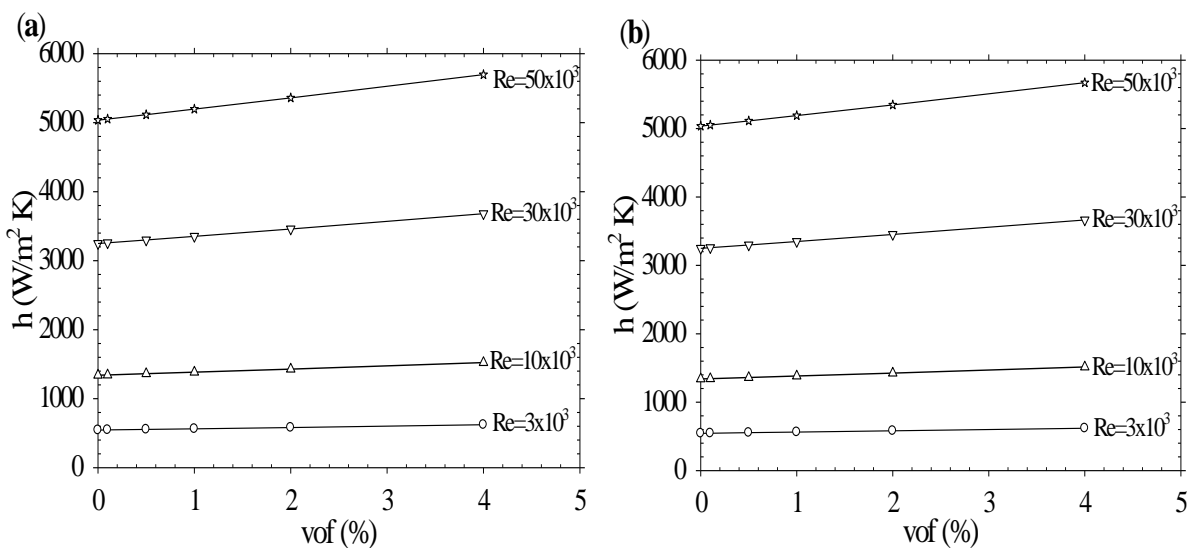 (a)
6000
5000
4000
3000
2000
1000
0
h (W/m² K)
Re=50x10³
Re=30x10³
Re=10x10³
Re=3x10³
0 1 2 3 4 5
vof (%)
(b)
6000
5000
4000
3000
2000
1000
0
h (W/m² K)
Re=50x10³
Re=30x10³
Re=10x10³
Re=3x10³
0 1 2 3 4 5
vof (%)